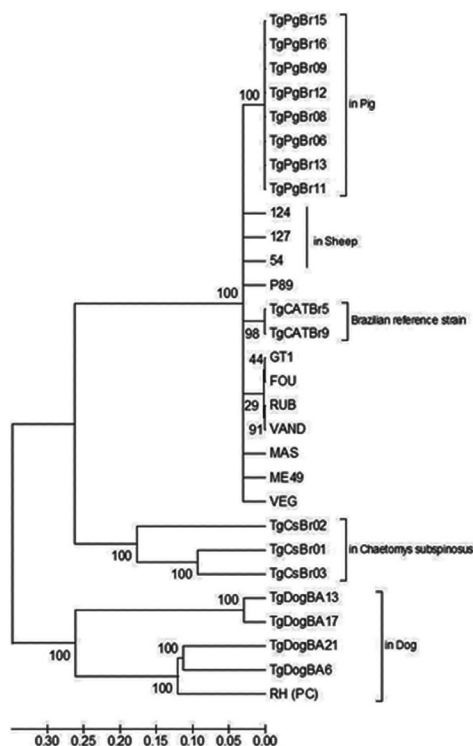 TgPgBr15
TgPgBr16
TgPgBr09
100
TgPgBr12
in Pig
TgPgBr08
TgPgBr06
TgPgBr13
TgPgBr11
124
127
in Sheep
54
P89
100
TgCATBr5
Brazilian reference strain
98
TgCATBr9
44
GT1
FOU
29
RUB
91
VAND
MAS
ME49
VEG
TgCsBr02
100
TgCsBr01
in Chaetomys subspinosus
100
TgCsBr03
100
TgDogBA13
TgDogBA17
100
100
TgDogBA21
in Dog
TgDogBA6
100
RH (PC)
0.30 0.20 0.15 0.10 0.05 0.00